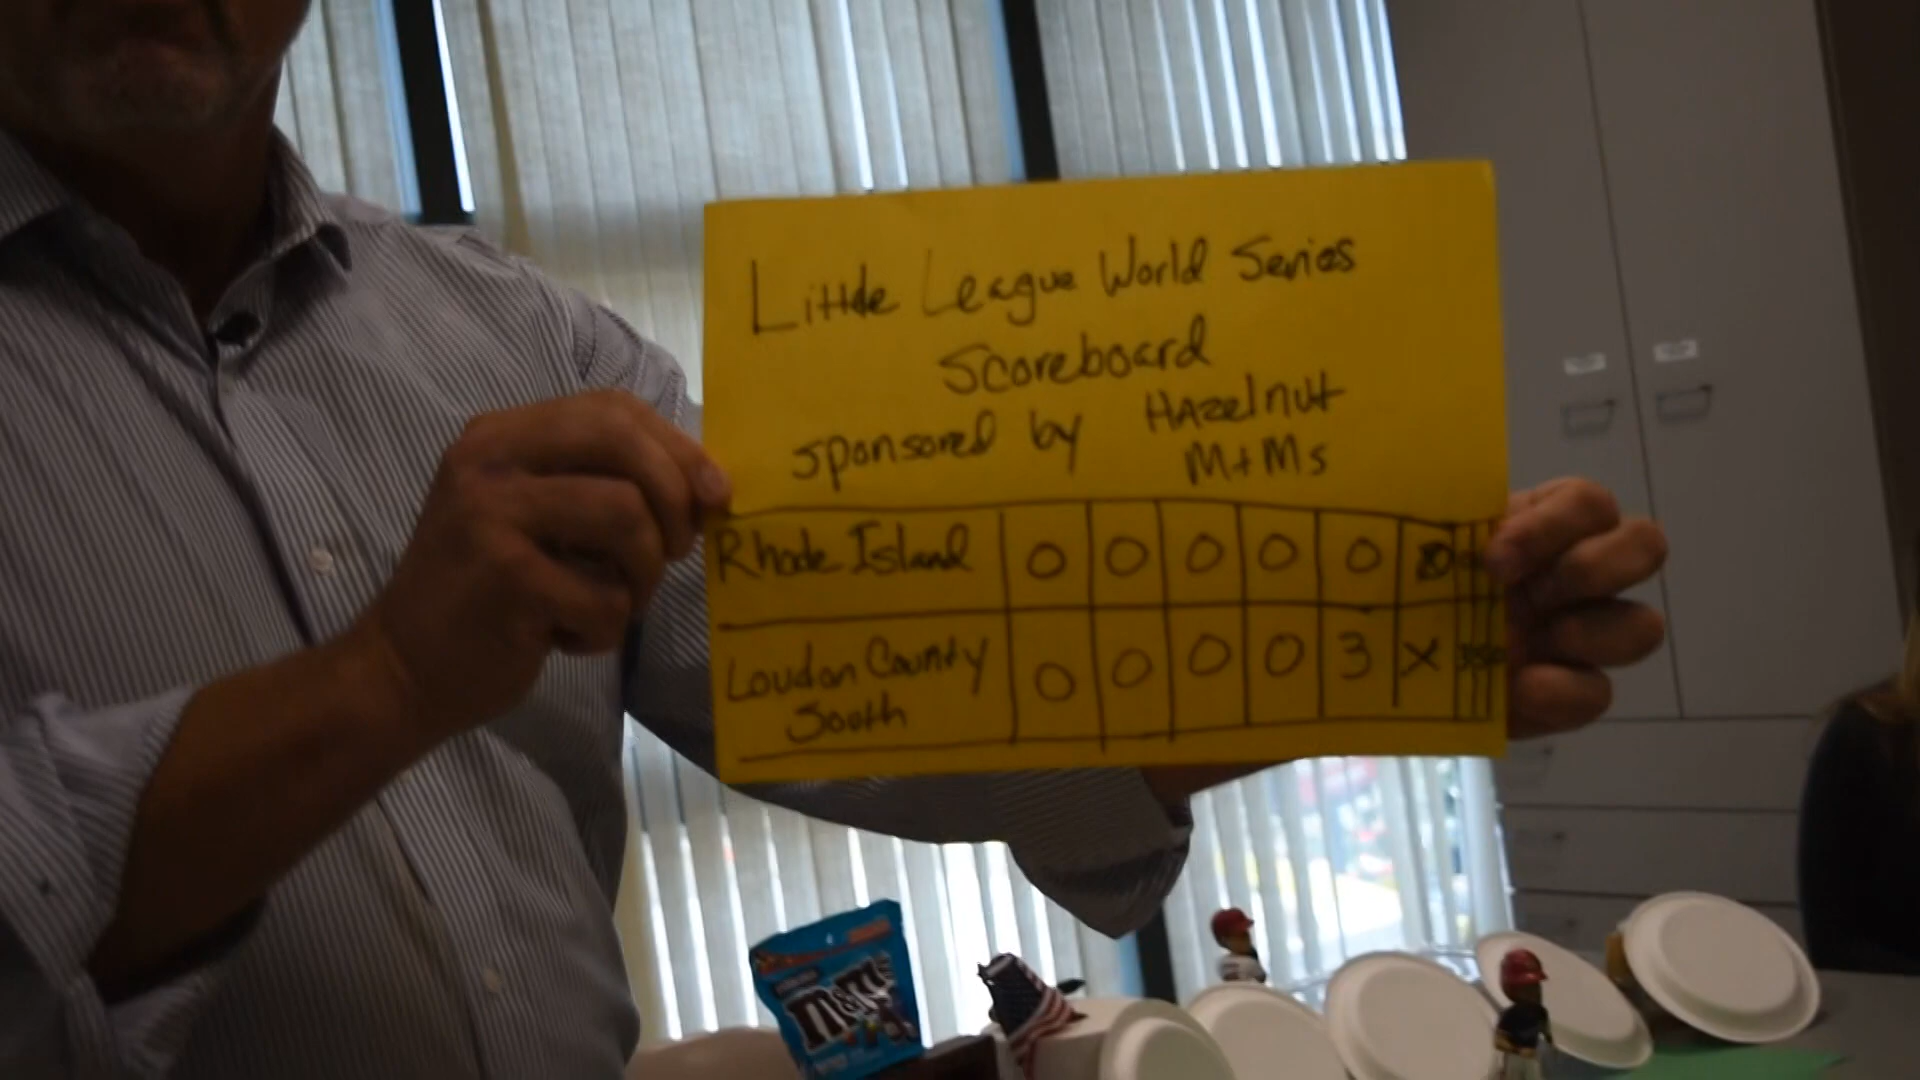 Little League World Series
Scoreboard
sponsored by Hazelnut
M+Ms
Rhode Island 0 0 0 0 0
Loudon County 0 0 0 0 3 X
South
m&m's